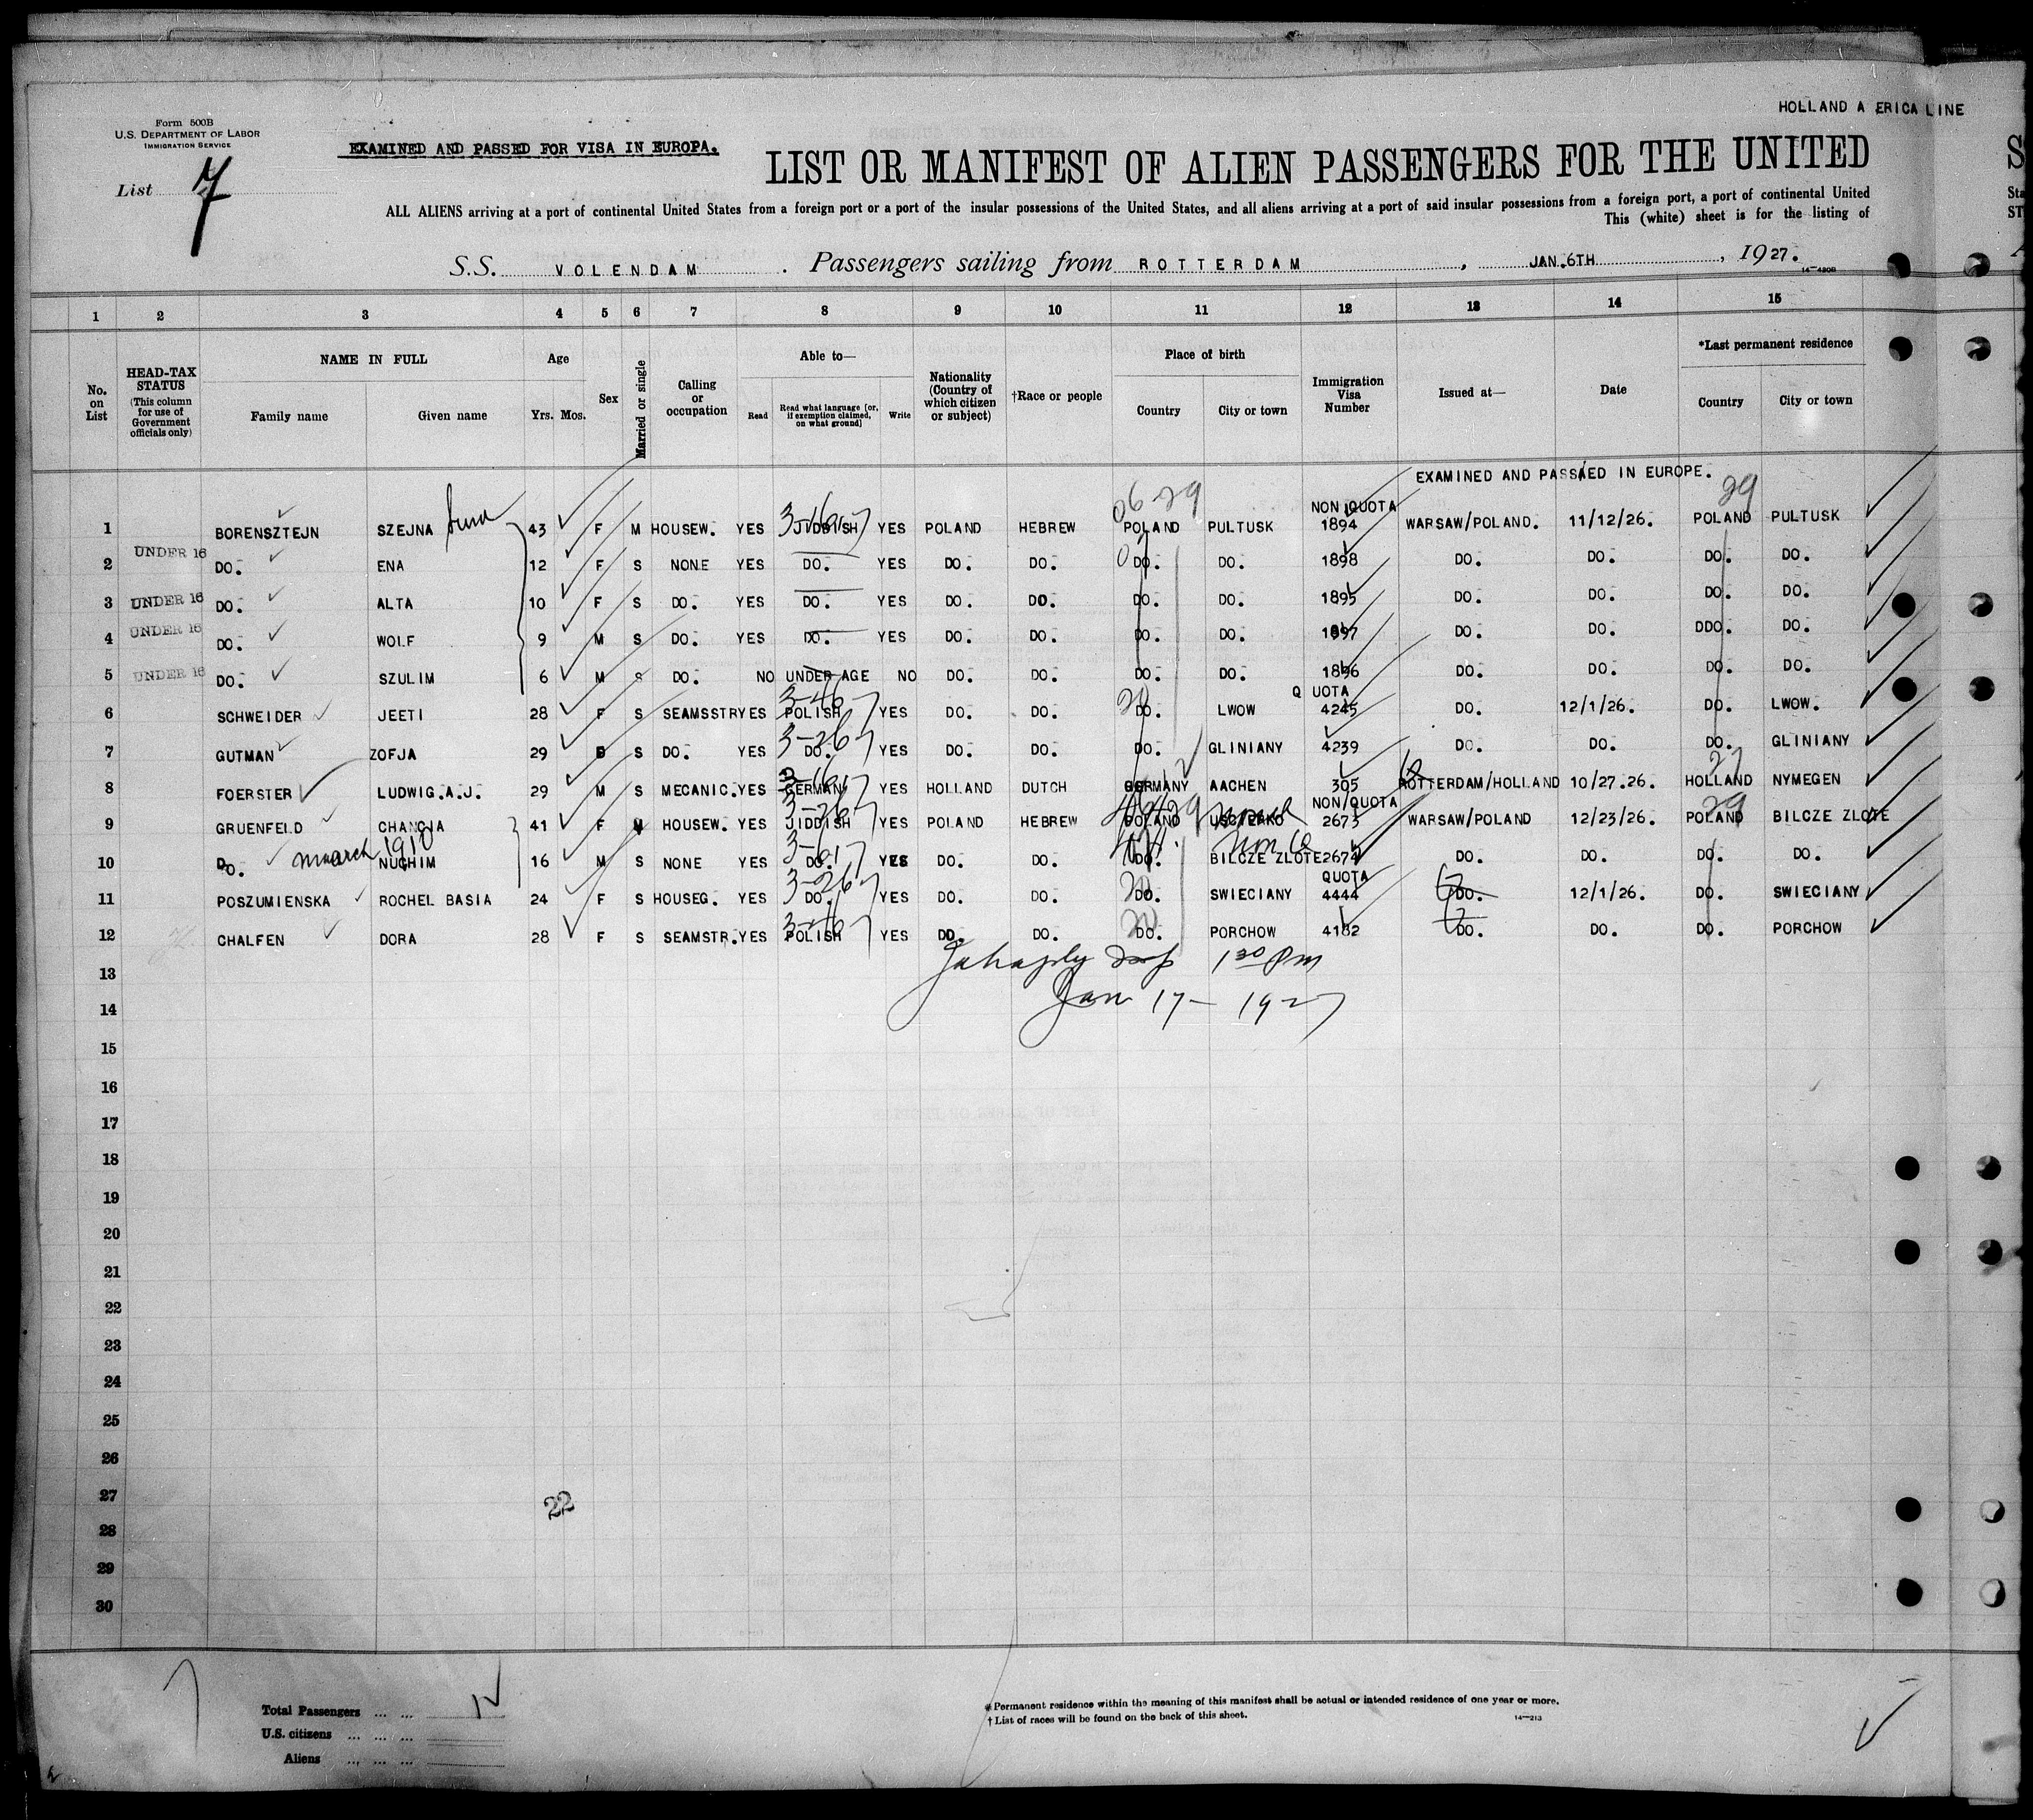 HOLLAND A ERICA LINE
Form 500B
U.S. DEPARTMENT OF LABOR
IMMIGRATION SERVICE
List 7
EXAMINED AND PASSED FOR VISA IN EUROPA.
LIST OR MANIFEST OF ALIEN PASSENGERS FOR THE UNITED
ALL ALIENS arriving at a port of continental United States from a foreign port or a port of the insular possessions of the United States, and all aliens arriving at a port of said insular possessions from a foreign port, a port of continental United
This (white) sheet is for the listing of
S.S. VOLENDAM. Passengers sailing from ROTTERDAM, JAN.6TH, 1927.
1 2 3 4 5 6 7 8 9 10 11 12 13 14 15
No. on List
HEAD-TAX STATUS (This column for use of Government officials only)
NAME IN FULL
Family name Given name
Age
Yrs. Mos.
Sex
Married or single
Calling or occupation
Able to—
Read
Read what language [or, if exemption claimed, on what ground]
Write
Nationality (Country of which citizen or subject)
†Race or people
Place of birth
Country City or town
Immigration Visa Number
Issued at—
Date
*Last permanent residence
Country City or town
EXAMINED AND PASSAED IN EUROPE.
06 29 NON QUOTA 29
1 BORENSZTEJN SZEJNA 43 F M HOUSEW. YES JIDDISH YES POLAND HEBREW POLAND PULTUSK 1894 WARSAW/POLAND. 11/12/26. POLAND PULTUSK
2 UNDER 16 DO. ENA 12 F S NONE YES DO. YES DO. DO. DO. DO. 1898 DO. DO. DO. DO.
3 UNDER 16 DO. ALTA 10 F S DO. YES DO. YES DO. DO. DO. DO. 1895 DO. DO. DO. DO.
4 UNDER 16 DO. WOLF 9 M S DO. YES DO. YES DO. DO. DO. DO. 1897 DO. DO. DDO. DO.
5 UNDER 16 DO. SZULIM 6 M S DO. NO UNDER AGE NO DO. DO. DO. DO. 1896 DO. DO. DO. DO.
Q UOTA
6 SCHWEIDER JEETI 28 F S SEAMSSTR YES POLISH YES DO. DO. DO. LWOW 4245 DO. 12/1/26. DO. LWOW.
7 GUTMAN ZOFJA 29 S DO. YES DO. YES DO. DO. DO. GLINIANY 4239 DO. DO. DO. GLINIANY
8 FOERSTER LUDWIG.A.J. 29 M S MECANIC. YES GERMAN YES HOLLAND DUTCH GERMANY AACHEN 305 ROTTERDAM/HOLLAND 10/27.26. HOLLAND NYMEGEN
NON/QUOTA
9 GRUENFELD CHANCIA 41 F M HOUSEW. YES JIDDISH YES POLAND HEBREW POLAND USCIERKO 2673 WARSAW/POLAND 12/23/26. POLAND BILCZE ZLOTE
10 DO. march 1910 NUCHIM 16 M S NONE YES DO. YES DO. DO. DO. BILCZE ZLOTE 2674 DO. DO. DO. DO.
QUOTA
11 POSZUMIENSKA ROCHEL BASIA 24 F S HOUSEG. YES DO. YES DO. DO. DO. SWIECIANY 4444 DO. 12/1/26. DO. SWIECIANY
12 CHALFEN DORA 28 F S SEAMSTR. YES POLISH YES DO. DO. DO. PORCHOW 4182 DO. DO. DO. PORCHOW
13 1 30 Pm
14 Jan 17 - 1927
15
16
17
18
19
20
21
22
23
24
25
26
27 22
28
29
30
Total Passengers 12
U.S. citizens
Aliens
*Permanent residence within the meaning of this manifest shall be actual or intended residence of one year or more.
†List of races will be found on the back of this sheet.
14—213